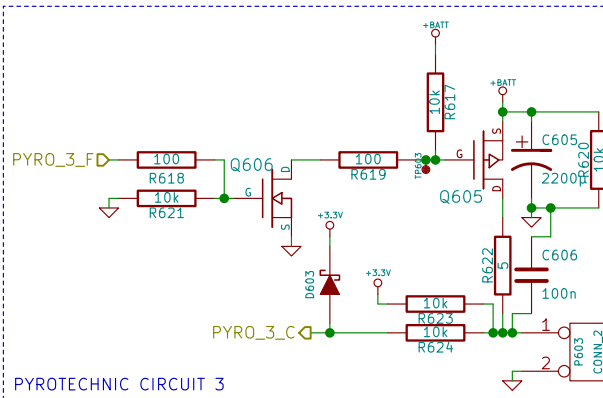 +BATT
+BATT
10k
R617
S
G
D
Q605
C605
2200
R620
10k
PYRO_3_F
100
R618
10k
R621
Q606
G
D
S
100
R619
TP603
+3.3V
D603
+3.3V
R622
5
C606
100n
10k
R623
10k
R624
PYRO_3_C
1
2
P603
CONN_2
PYROTECHNIC CIRCUIT 3